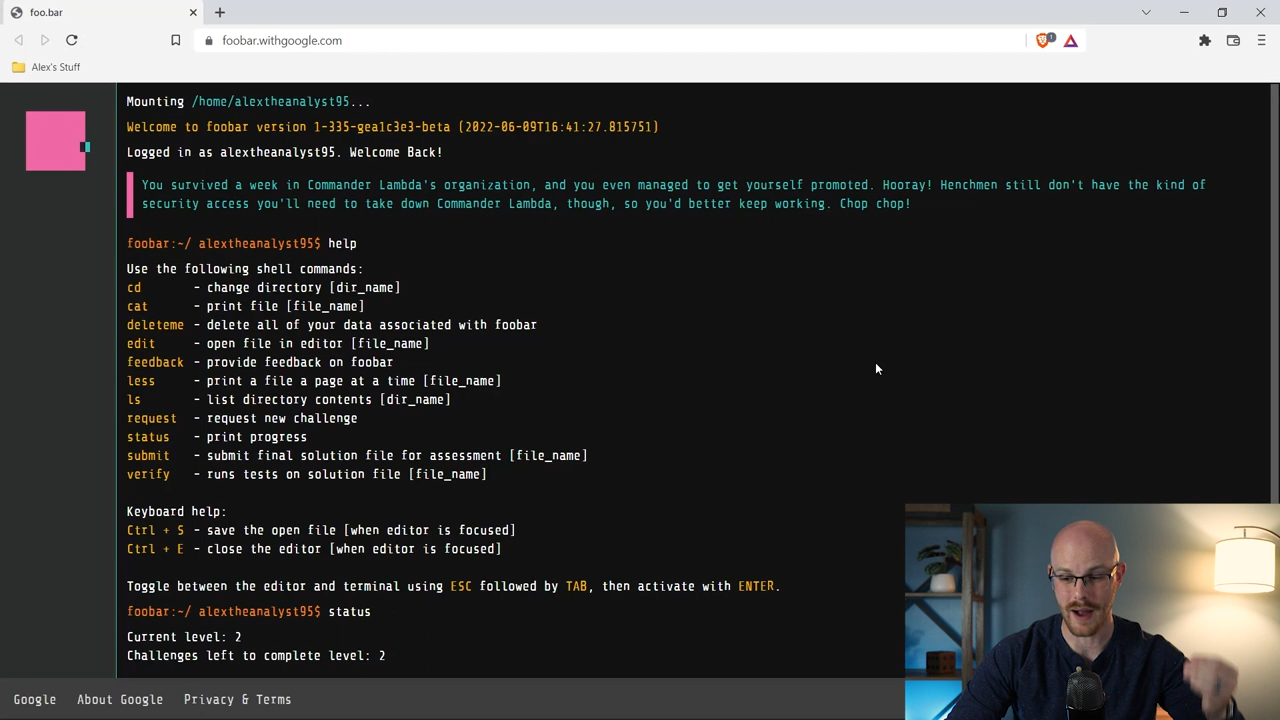 foo.bar
foobar.withgoogle.com
1
Alex's Stuff
Mounting /home/alextheanalyst95...
Welcome to foobar version 1-335-gea1c3e3-beta (2022-06-09T16:41:27.815751)
Logged in as alextheanalyst95. Welcome Back!
You survived a week in Commander Lambda's organization, and you even managed to get yourself promoted. Hooray! Henchmen still don't have the kind of
security access you'll need to take down Commander Lambda, though, so you'd better keep working. Chop chop!
foobar:~/ alextheanalyst95$ help
Use the following shell commands:
cd - change directory [dir_name]
cat - print file [file_name]
deleteme - delete all of your data associated with foobar
edit - open file in editor [file_name]
feedback - provide feedback on foobar
less - print a file a page at a time [file_name]
ls - list directory contents [dir_name]
request - request new challenge
status - print progress
submit - submit final solution file for assessment [file_name]
verify - runs tests on solution file [file_name]
Keyboard help:
Ctrl + S - save the open file [when editor is focused]
Ctrl + E - close the editor [when editor is focused]
Toggle between the editor and terminal using ESC followed by TAB, then activate with ENTER.
foobar:~/ alextheanalyst95$ status
Current level: 2
Challenges left to complete level: 2
Google About Google Privacy & Terms